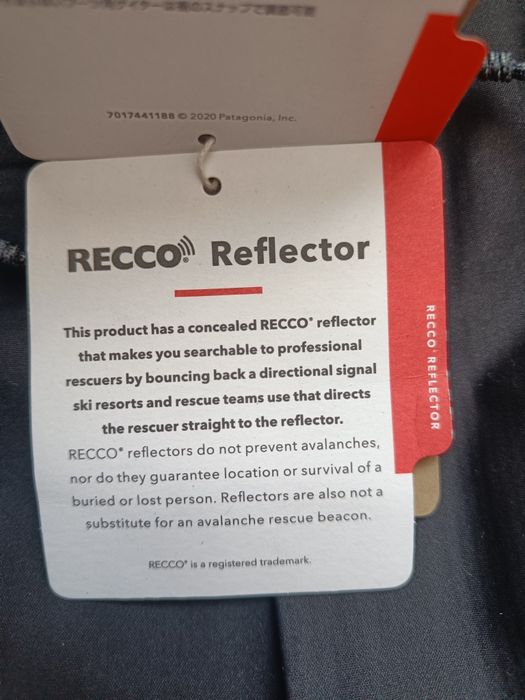 7017441188 © 2020 Patagonia, Inc.
RECCO® Reflector
This product has a concealed RECCO® reflector
that makes you searchable to professional
rescuers by bouncing back a directional signal
ski resorts and rescue teams use that directs
the rescuer straight to the reflector.
RECCO® reflectors do not prevent avalanches,
nor do they guarantee location or survival of a
buried or lost person. Reflectors are also not a
substitute for an avalanche rescue beacon.
RECCO® is a registered trademark.
RECCO® REFLECTOR